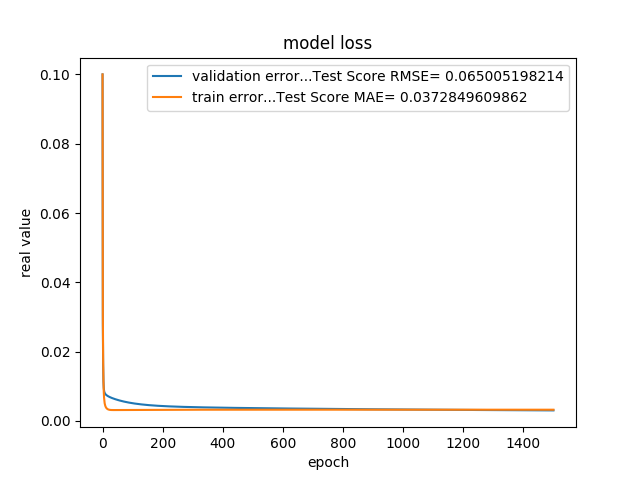 model loss
validation error...Test Score RMSE= 0.065005198214
train error...Test Score MAE= 0.0372849609862
0.10
0.08
0.06
0.04
0.02
0.00
real value
0 200 400 600 800 1000 1200 1400
epoch